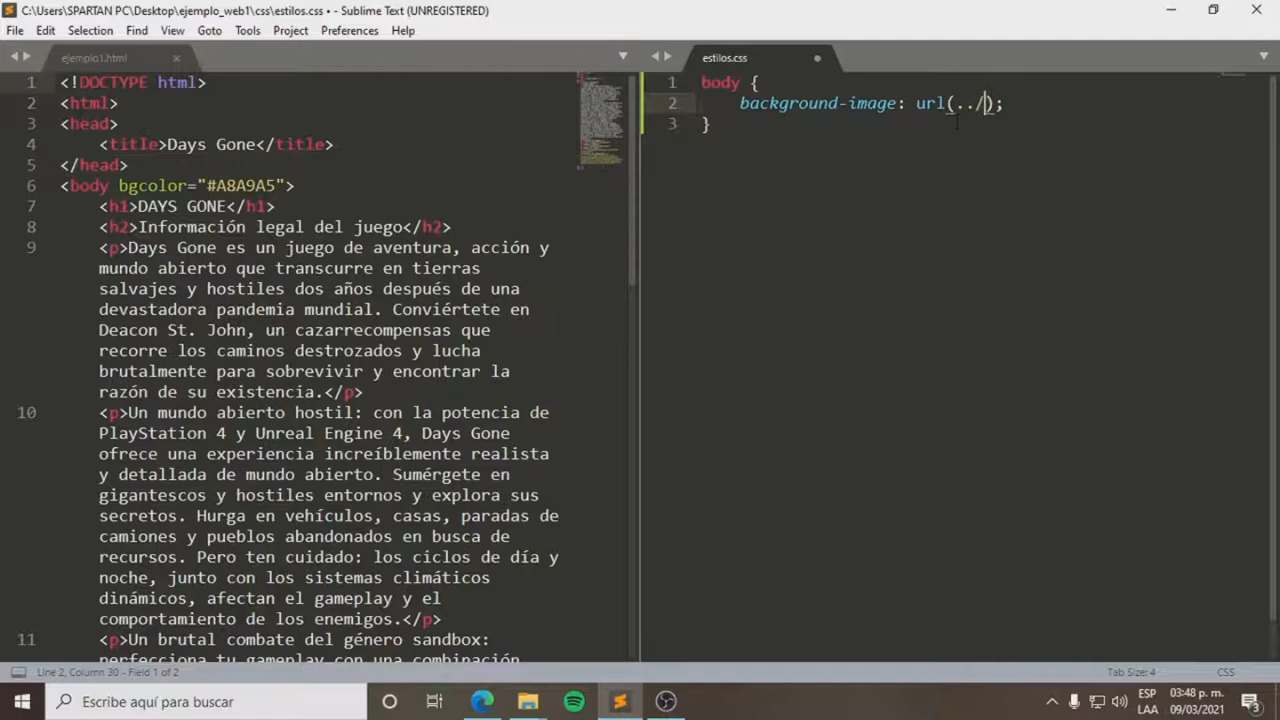 C:\Users\SPARTAN PC\Desktop\ejemplo_web1\css\estilos.css • - Sublime Text (UNREGISTERED)
File Edit Selection Find View Goto Tools Project Preferences Help
ejemplo1.html
estilos.css
1 <!DOCTYPE html>
2 <html>
3 <head>
4 <title>Days Gone</title>
5 </head>
6 <body bgcolor="#A8A9A5">
7 <h1>DAYS GONE</h1>
8 <h2>Información legal del juego</h2>
9 <p>Days Gone es un juego de aventura, acción y
mundo abierto que transcurre en tierras
salvajes y hostiles dos años después de una
devastadora pandemia mundial. Conviértete en
Deacon St. John, un cazarrecompensas que
recorre los caminos destrozados y lucha
brutalmente para sobrevivir y encontrar la
razón de su existencia.</p>
10 <p>Un mundo abierto hostil: con la potencia de
PlayStation 4 y Unreal Engine 4, Days Gone
ofrece una experiencia increíblemente realista
y detallada de mundo abierto. Sumérgete en
gigantescos y hostiles entornos y explora sus
secretos. Hurga en vehículos, casas, paradas de
camiones y pueblos abandonados en busca de
recursos. Pero ten cuidado: los ciclos de día y
noche, junto con los sistemas climáticos
dinámicos, afectan el gameplay y el
comportamiento de los enemigos.</p>
11 <p>Un brutal combate del género sandbox:
perfecciona tu gameplay con una combinación
1 body {
2 background-image: url(../);
3 }
Line 2, Column 30 - Field 1 of 2
Tab Size: 4
CSS
Escribe aquí para buscar
ESP
LAA
03:48 p. m.
09/03/2021
3